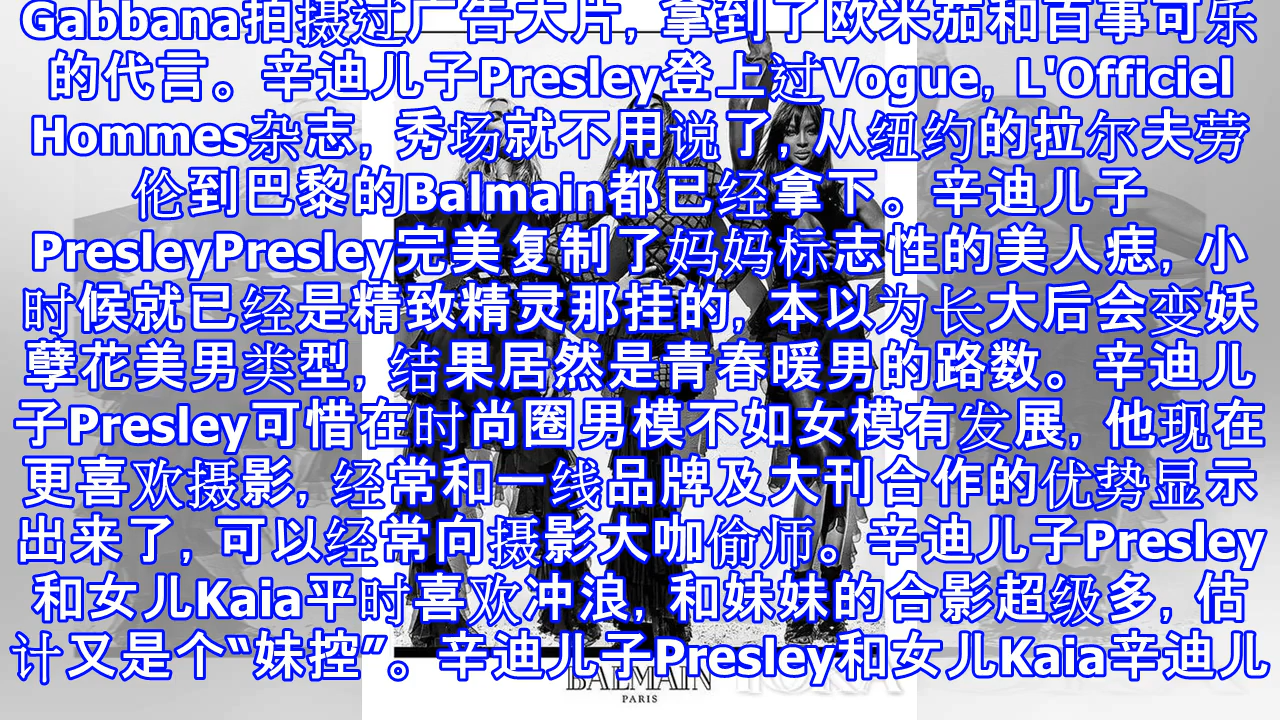 Gabbana拍摄过广告大片, 拿到了欧米茄和百事可乐
的代言。辛迪儿子Presley登上过Vogue, L'Officiel
Hommes杂志, 秀场就不用说了, 从纽约的拉尔夫劳
伦到巴黎的Balmain都已经拿下。辛迪儿子
PresleyPresley完美复制了妈妈标志性的美人痣, 小
时候就已经是精致精灵那挂的, 本以为长大后会变妖
孽花美男类型, 结果居然是青春暖男的路数。辛迪儿
子Presley可惜在时尚圈男模不如女模有发展, 他现在
更喜欢摄影, 经常和一线品牌及大刊合作的优势显示
出来了, 可以经常向摄影大咖偷师。辛迪儿子Presley
和女儿Kaia平时喜欢冲浪, 和妹妹的合影超级多, 估
计又是个“妹控”。辛迪儿子Presley和女儿Kaia辛迪儿
BALMAIN
PARIS